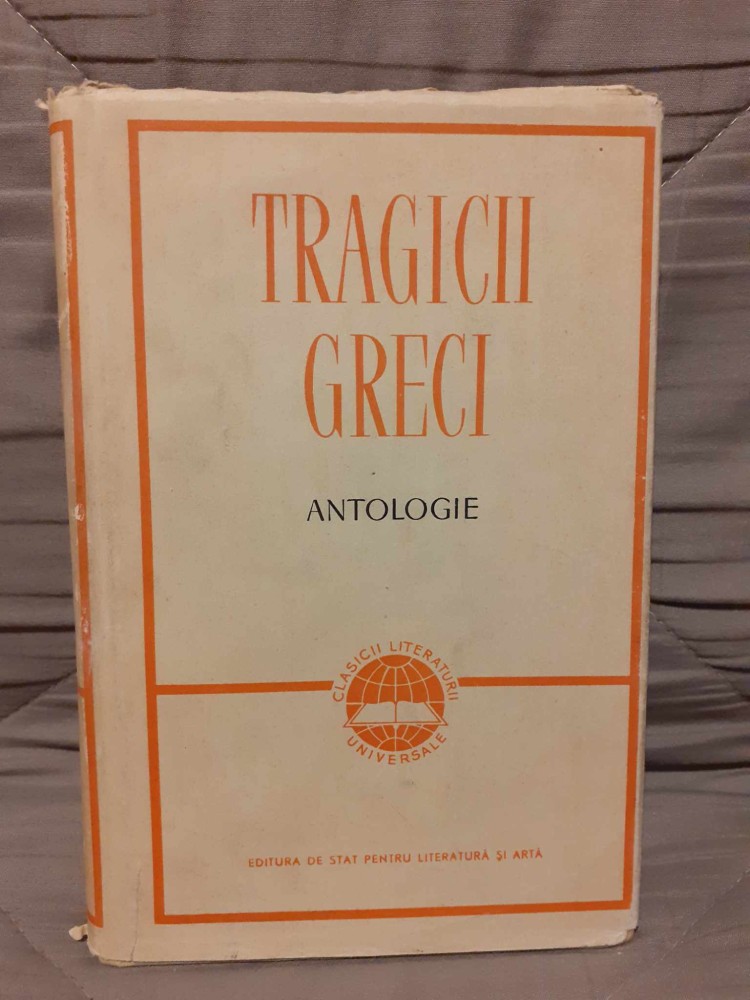 TRAGICII
GRECI
ANTOLOGIE
CLASICII LITERATURII
UNIVERSALE
EDITURA DE STAT PENTRU LITERATURĂ ȘI ARTĂ